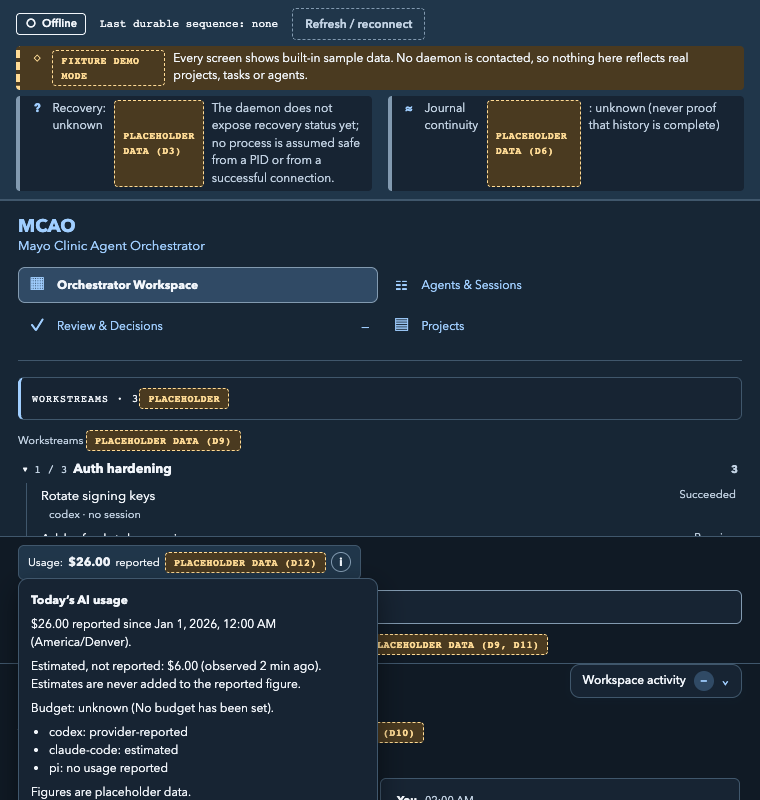 Offline Last durable sequence: none Refresh / reconnect
FIXTURE DEMO MODE
Every screen shows built-in sample data. No daemon is contacted, so nothing here reflects real
projects, tasks or agents.
? Recovery:
unknown
PLACEHOLDER
DATA (D3)
The daemon does not
expose recovery status yet;
no process is assumed safe
from a PID or from a
successful connection.
≈ Journal
continuity
PLACEHOLDER
DATA (D6)
: unknown (never proof
that history is complete)
MCAO
Mayo Clinic Agent Orchestrator
Orchestrator Workspace
Agents & Sessions
Review & Decisions –
Projects
WORKSTREAMS · 3 PLACEHOLDER
Workstreams PLACEHOLDER DATA (D9)
▾ 1 / 3 Auth hardening 3
Rotate signing keys Succeeded
codex · no session
Usage: $26.00 reported PLACEHOLDER DATA (D12) i
Today's AI usage
$26.00 reported since Jan 1, 2026, 12:00 AM
(America/Denver).
Estimated, not reported: $6.00 (observed 2 min ago).
Estimates are never added to the reported figure.
Budget: unknown (No budget has been set).
• codex: provider-reported
• claude-code: estimated
• pi: no usage reported
Figures are placeholder data.
LACEHOLDER DATA (D9, D11)
Workspace activity –
(D10)
You 02:00 AM